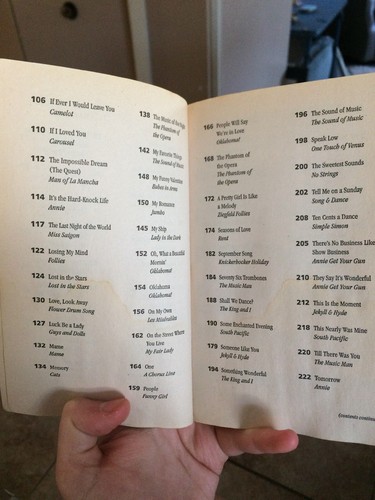 106 If Ever I Would Leave You
Camelot
110 If I Loved You
Carousel
112 The Impossible Dream
(The Quest)
Man of La Mancha
114 It's the Hard-Knock Life
Annie
117 The Last Night of the World
Miss Saigon
122 Losing My Mind
Follies
124 Lost in the Stars
Lost in the Stars
130 Love, Look Away
Flower Drum Song
127 Luck Be a Lady
Guys and Dolls
132 Mame
Mame
134 Memory
Cats
138 The Music of the Night
The Phantom of
the Opera
142 My Favorite Things
The Sound of Music
148 My Funny Valentine
Babes in Arms
150 My Romance
Jumbo
145 My Ship
Lady in the Dark
152 Oh, What a Beautiful
Mornin'
Oklahoma!
154 Oklahoma
Oklahoma!
156 On My Own
Les Misérables
162 On the Street Where
You Live
My Fair Lady
164 One
A Chorus Line
159 People
Funny Girl
166 People Will Say
We're in Love
Oklahoma!
168 The Phantom of
the Opera
The Phantom of
the Opera
172 A Pretty Girl Is Like
a Melody
Ziegfeld Follies
174 Seasons of Love
Rent
182 September Song
Knickerbocker Holiday
184 Seventy Six Trombones
The Music Man
188 Shall We Dance?
The King and I
190 Some Enchanted Evening
South Pacific
179 Someone Like You
Jekyll & Hyde
194 Something Wonderful
The King and I
196 The Sound of Music
The Sound of Music
198 Speak Low
One Touch of Venus
200 The Sweetest Sounds
No Strings
202 Tell Me on a Sunday
Song & Dance
208 Ten Cents a Dance
Simple Simon
205 There's No Business Like
Show Business
Annie Get Your Gun
210 They Say It's Wonderful
Annie Get Your Gun
212 This Is the Moment
Jekyll & Hyde
218 This Nearly Was Mine
South Pacific
220 Till There Was You
The Music Man
222 Tomorrow
Annie